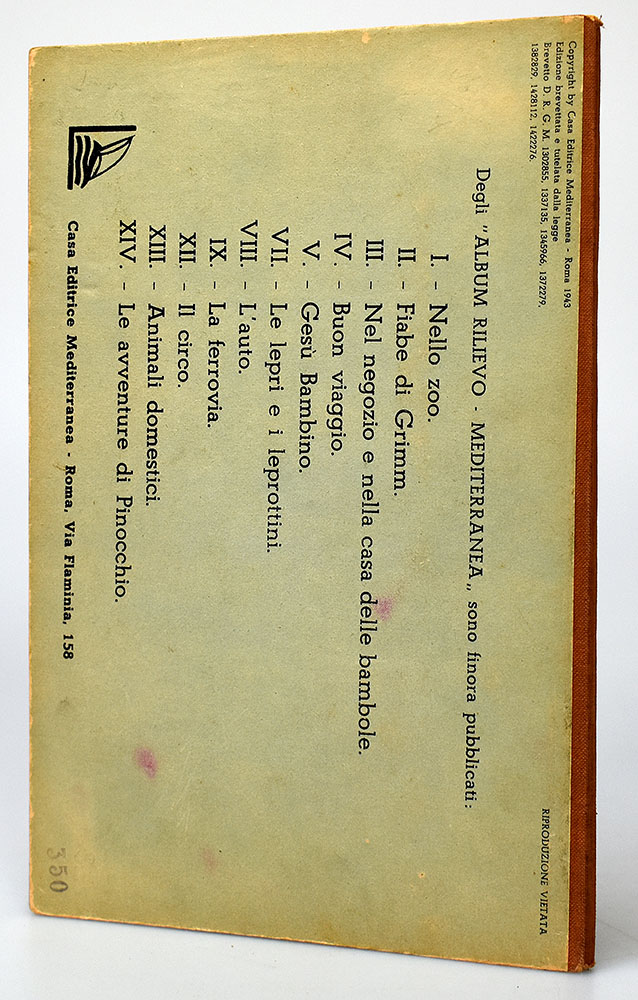 Copyright by Casa Editrice Mediterranea - Roma 1943
Edizione brevettata e tutelata dalla legge
Brevetto D. R. G. M. 1302855, 1337135, 1345966, 1372279,
1382829, 1428112, 1422276.
RIPRODUZIONE VIETATA
Degli "ALBUM RILIEVO - MEDITERRANEA„ sono finora pubblicati:
I. - Nello zoo.
II. - Fiabe di Grimm.
III. - Nel negozio e nella casa delle bambole.
IV. - Buon viaggio.
V. - Gesù Bambino.
VII. - Le lepri e i leprottini.
VIII. - L'auto.
IX. - La ferrovia.
XII. - Il circo.
XIII. - Animali domestici.
XIV. - Le avventure di Pinocchio.
Casa Editrice Mediterranea - Roma, Via Flaminia, 158
350